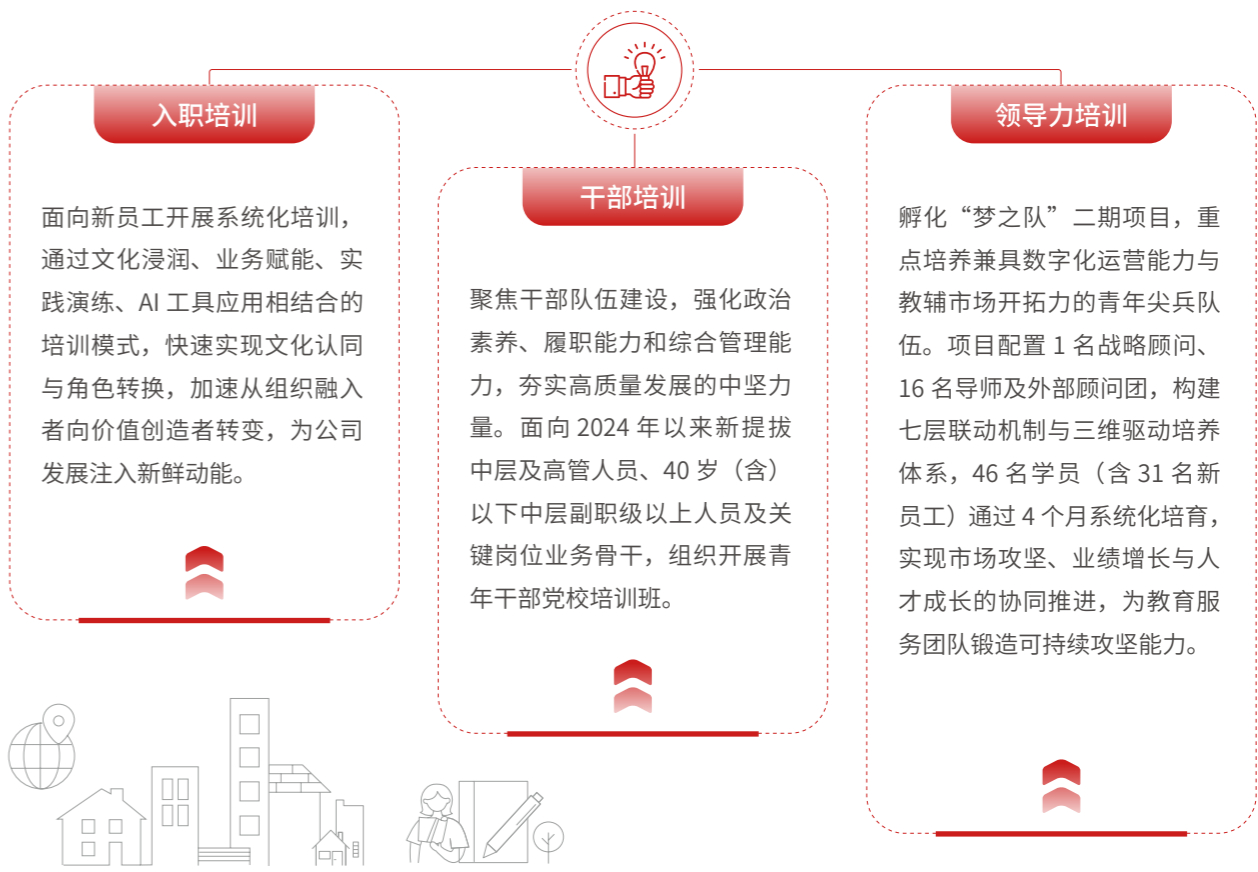 入职培训
面向新员工开展系统化培训，
通过文化浸润、业务赋能、实
践演练、AI 工具应用相结合的
培训模式，快速实现文化认同
与角色转换，加速从组织融入
者向价值创造者转变，为公司
发展注入新鲜动能。
干部培训
聚焦干部队伍建设，强化政治
素养、履职能力和综合管理能
力，夯实高质量发展的中坚力
量。面向 2024 年以来新提拔
中层及高管人员、40 岁（含）
以下中层副职级以上人员及关
键岗位业务骨干，组织开展青
年干部党校培训班。
领导力培训
孵化“梦之队”二期项目，重
点培养兼具数字化运营能力与
教辅市场开拓力的青年尖兵队
伍。项目配置 1 名战略顾问、
16 名导师及外部顾问团，构建
七层联动机制与三维驱动培养
体系，46 名学员（含 31 名新
员工）通过 4 个月系统化培育，
实现市场攻坚、业绩增长与人
才成长的协同推进，为教育服
务团队锻造可持续攻坚能力。